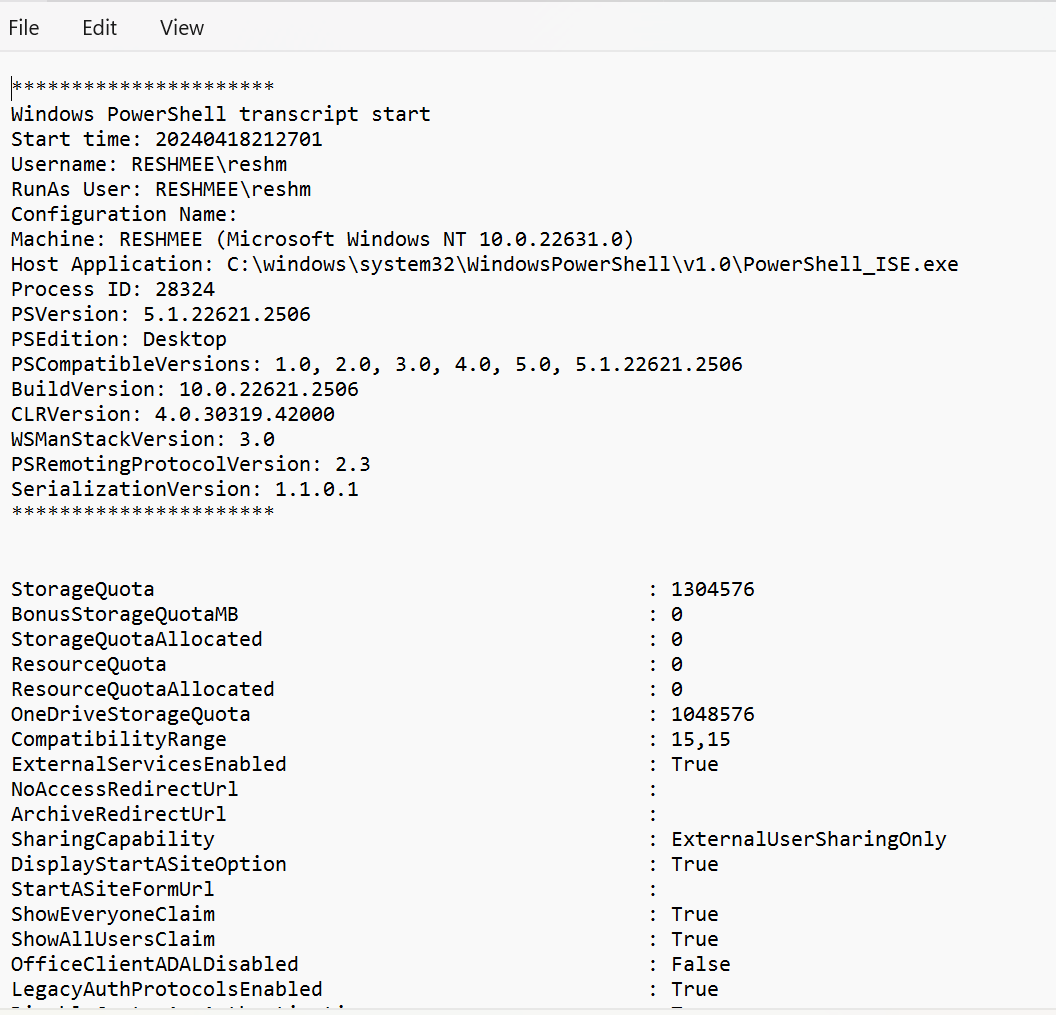 File Edit View
**********************
Windows PowerShell transcript start
Start time: 20240418212701
Username: RESHMEE\reshm
RunAs User: RESHMEE\reshm
Configuration Name:
Machine: RESHMEE (Microsoft Windows NT 10.0.22631.0)
Host Application: C:\windows\system32\WindowsPowerShell\v1.0\PowerShell_ISE.exe
Process ID: 28324
PSVersion: 5.1.22621.2506
PSEdition: Desktop
PSCompatibleVersions: 1.0, 2.0, 3.0, 4.0, 5.0, 5.1.22621.2506
BuildVersion: 10.0.22621.2506
CLRVersion: 4.0.30319.42000
WSManStackVersion: 3.0
PSRemotingProtocolVersion: 2.3
SerializationVersion: 1.1.0.1
**********************
StorageQuota : 1304576
BonusStorageQuotaMB : 0
StorageQuotaAllocated : 0
ResourceQuota : 0
ResourceQuotaAllocated : 0
OneDriveStorageQuota : 1048576
CompatibilityRange : 15,15
ExternalServicesEnabled : True
NoAccessRedirectUrl :
ArchiveRedirectUrl :
SharingCapability : ExternalUserSharingOnly
DisplayStartASiteOption : True
StartASiteFormUrl :
ShowEveryoneClaim : True
ShowAllUsersClaim : True
OfficeClientADALDisabled : False
LegacyAuthProtocolsEnabled : True